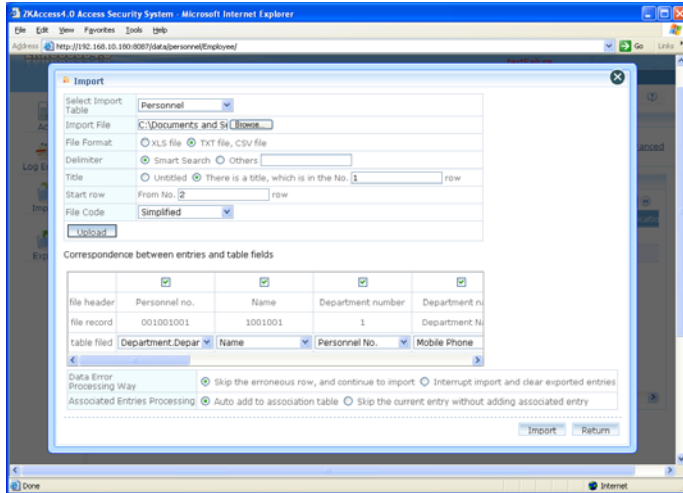 ZKAccess4.0 Access Security System - Microsoft Internet Explorer
File Edit View Favorites Tools Help
Address http://192.168.10.160:8087/data/personnel/Employee/ Go Links
Import
Select Import Table Personnel
Import File C:\Documents and Se Browse...
File Format XLS file TXT file, CSV file
Delimiter Smart Search Others
Title Untitled There is a title, which is in the No. 1 row
Start row From No. 2 row
File Code Simplified
Upload
Correspondence between entries and table fields
file header Personnel no. Name Department number Department na
file record 001001001 1001001 1 Department Na
table filed Department.Depar Name Personnel No. Mobile Phone
Data Error Processing Way Skip the erroneous row, and continue to import Interrupt import and clear exported entries
Associated Entries Processing Auto add to association table Skip the current entry without adding associated entry
Import Return
Done Internet